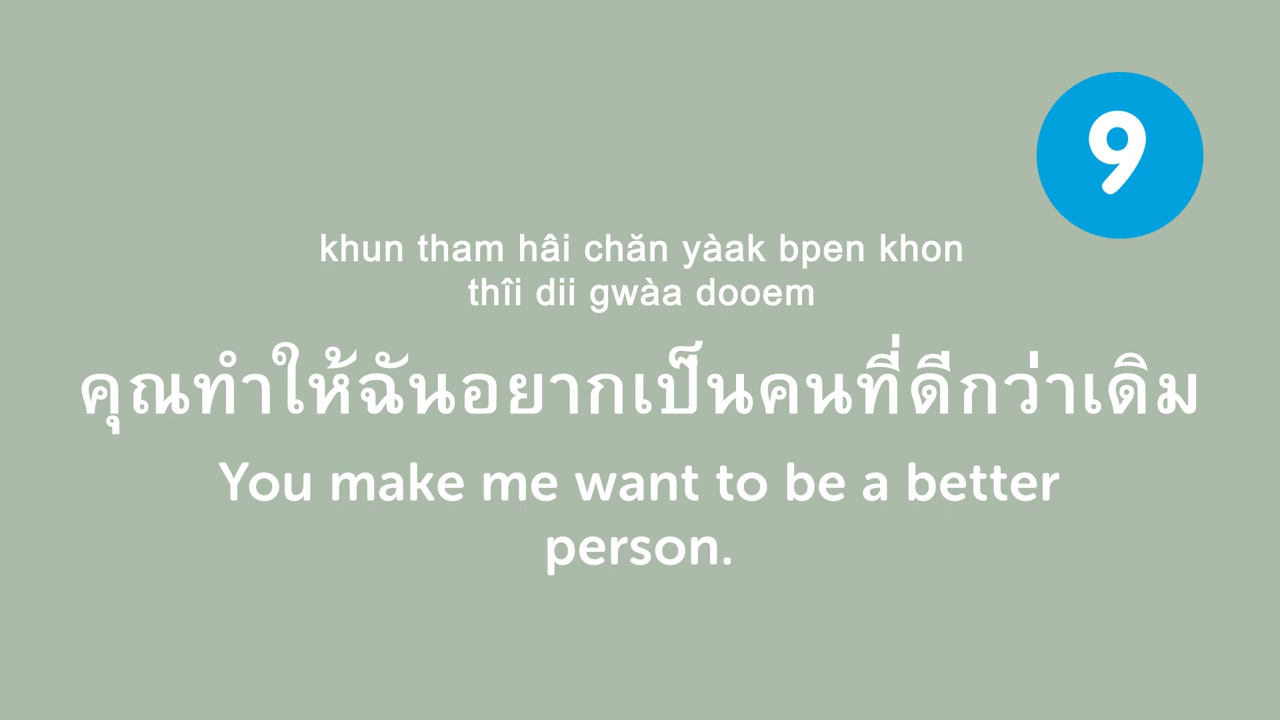 9
khun tham hâi chăn yàak bpen khon
thîi dii gwàa dooem
คุณทำให้ฉันอยากเป็นคนที่ดีกว่าเดิม
You make me want to be a better
person.